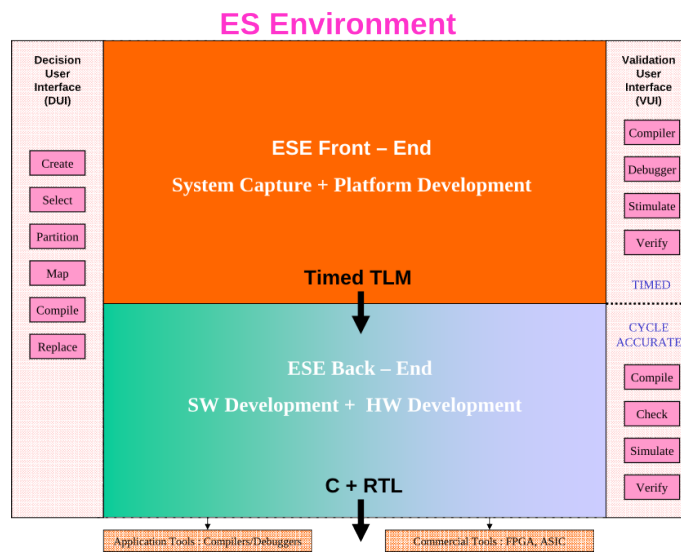 ES Environment
Decision
User
Interface
(DUI)
Create
Select
Partition
Map
Compile
Replace
ESE Front – End
System Capture + Platform Development
Timed TLM
ESE Back – End
SW Development + HW Development
C + RTL
Validation
User
Interface
(VUI)
Compiler
Debugger
Stimulate
Verify
TIMED
CYCLE
ACCURATE
Compile
Check
Simulate
Verify
Application Tools : Compilers/Debuggers
Commercial Tools : FPGA, ASIC